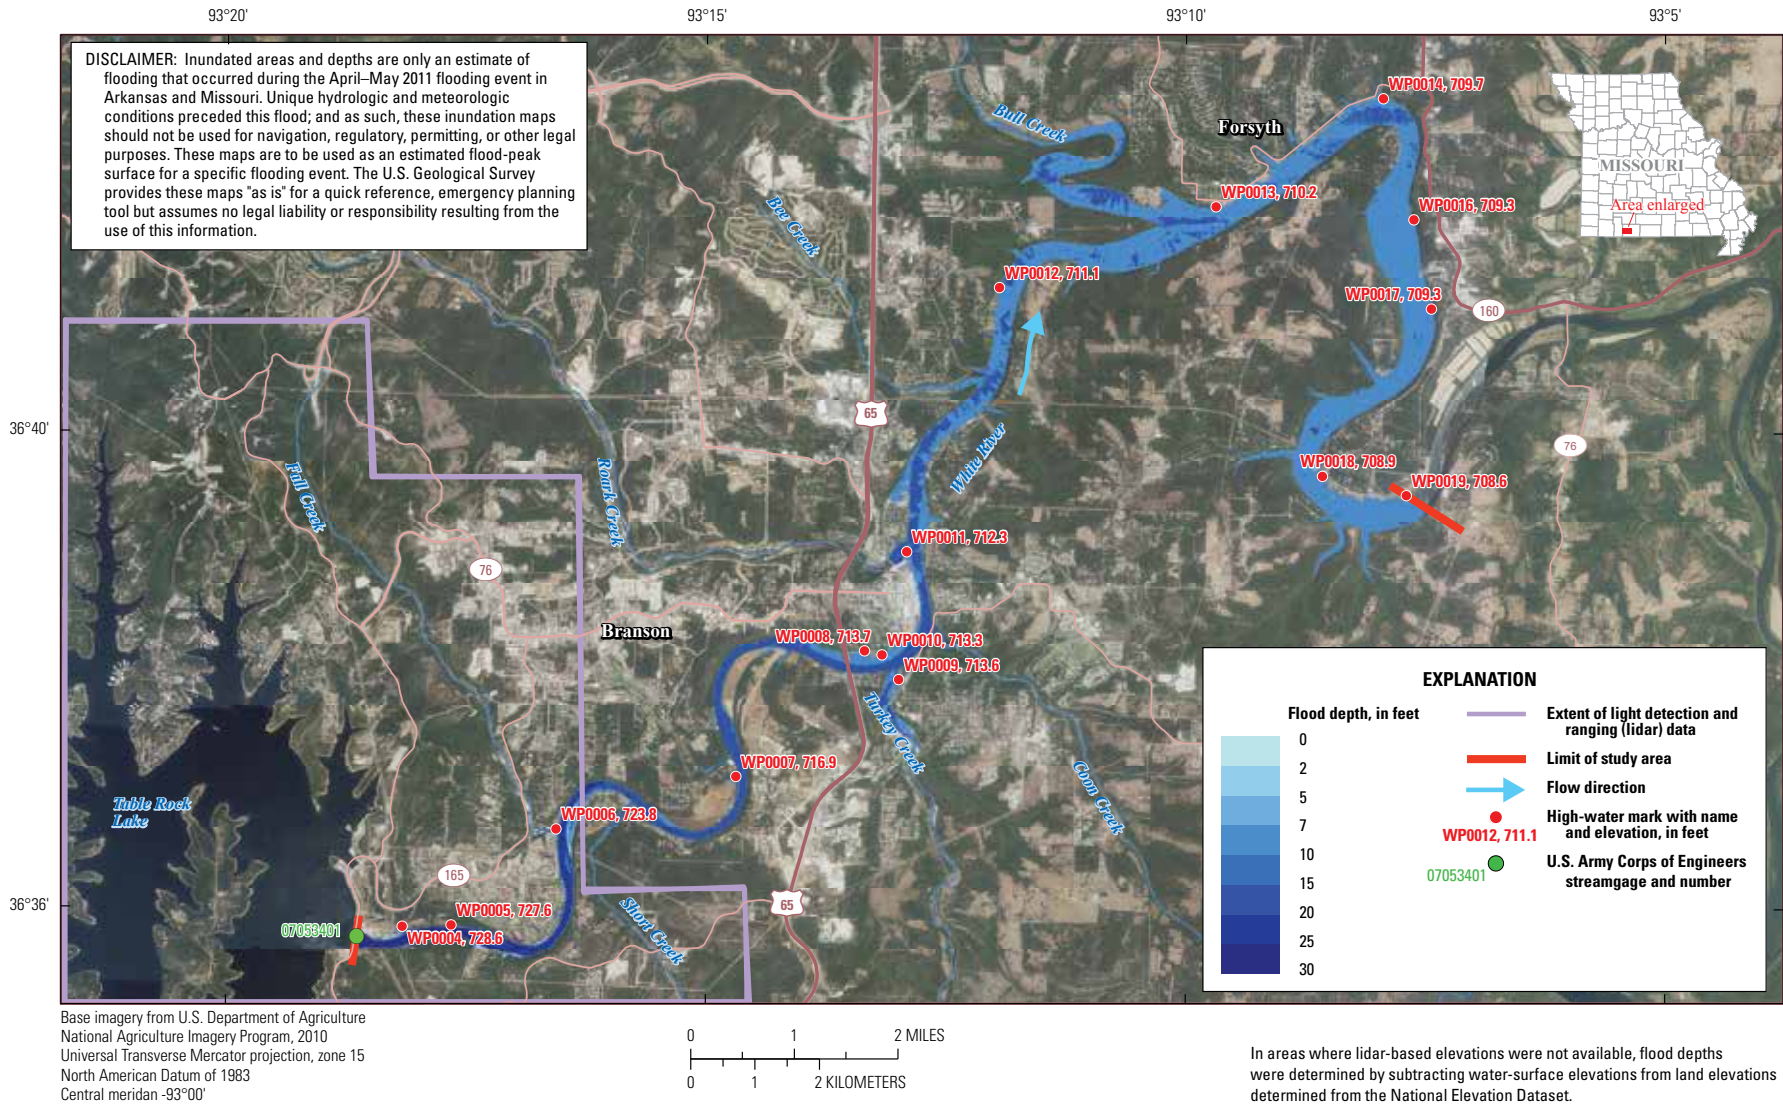 93°20'
93°15'
93°10'
93°5'
DISCLAIMER: Inundated areas and depths are only an estimate of
flooding that occurred during the April–May 2011 flooding event in
Arkansas and Missouri. Unique hydrologic and meteorologic
conditions preceded this flood; and as such, these inundation maps
should not be used for navigation, regulatory, permitting, or other legal
purposes. These maps are to be used as an estimated flood-peak
surface for a specific flooding event. The U.S. Geological Survey
provides these maps "as is" for a quick reference, emergency planning
tool but assumes no legal liability or responsibility resulting from the
use of this information.
WP0014, 709.7
Bull Creek
Forsyth
MISSOURI
Area enlarged
WP0013, 710.2
WP0016, 709.3
Bee Creek
WP0012, 711.1
WP0017, 709.3
160
65
36°40'
76
White River
Fall Creek
Roark Creek
WP0018, 708.9
WP0019, 708.6
WP0011, 712.3
76
Branson
WP0008, 713.7
WP0010, 713.3
WP0009, 713.6
Turkey Creek
WP0007, 716.9
Coon Creek
Table Rock
Lake
WP0006, 723.8
165
65
36°36'
WP0005, 727.6
07053401
WP0004, 728.6
Short Creek
EXPLANATION
Flood depth, in feet
0
2
5
7
10
15
20
25
30
Extent of light detection and
ranging (lidar) data
Limit of study area
Flow direction
High-water mark with name
and elevation, in feet
WP0012, 711.1
U.S. Army Corps of Engineers
streamgage and number
07053401
Base imagery from U.S. Department of Agriculture
National Agriculture Imagery Program, 2010
Universal Transverse Mercator projection, zone 15
North American Datum of 1983
Central meridan -93°00'
0 1 2 MILES
0 1 2 KILOMETERS
In areas where lidar-based elevations were not available, flood depths
were determined by subtracting water-surface elevations from land elevations
determined from the National Elevation Dataset.